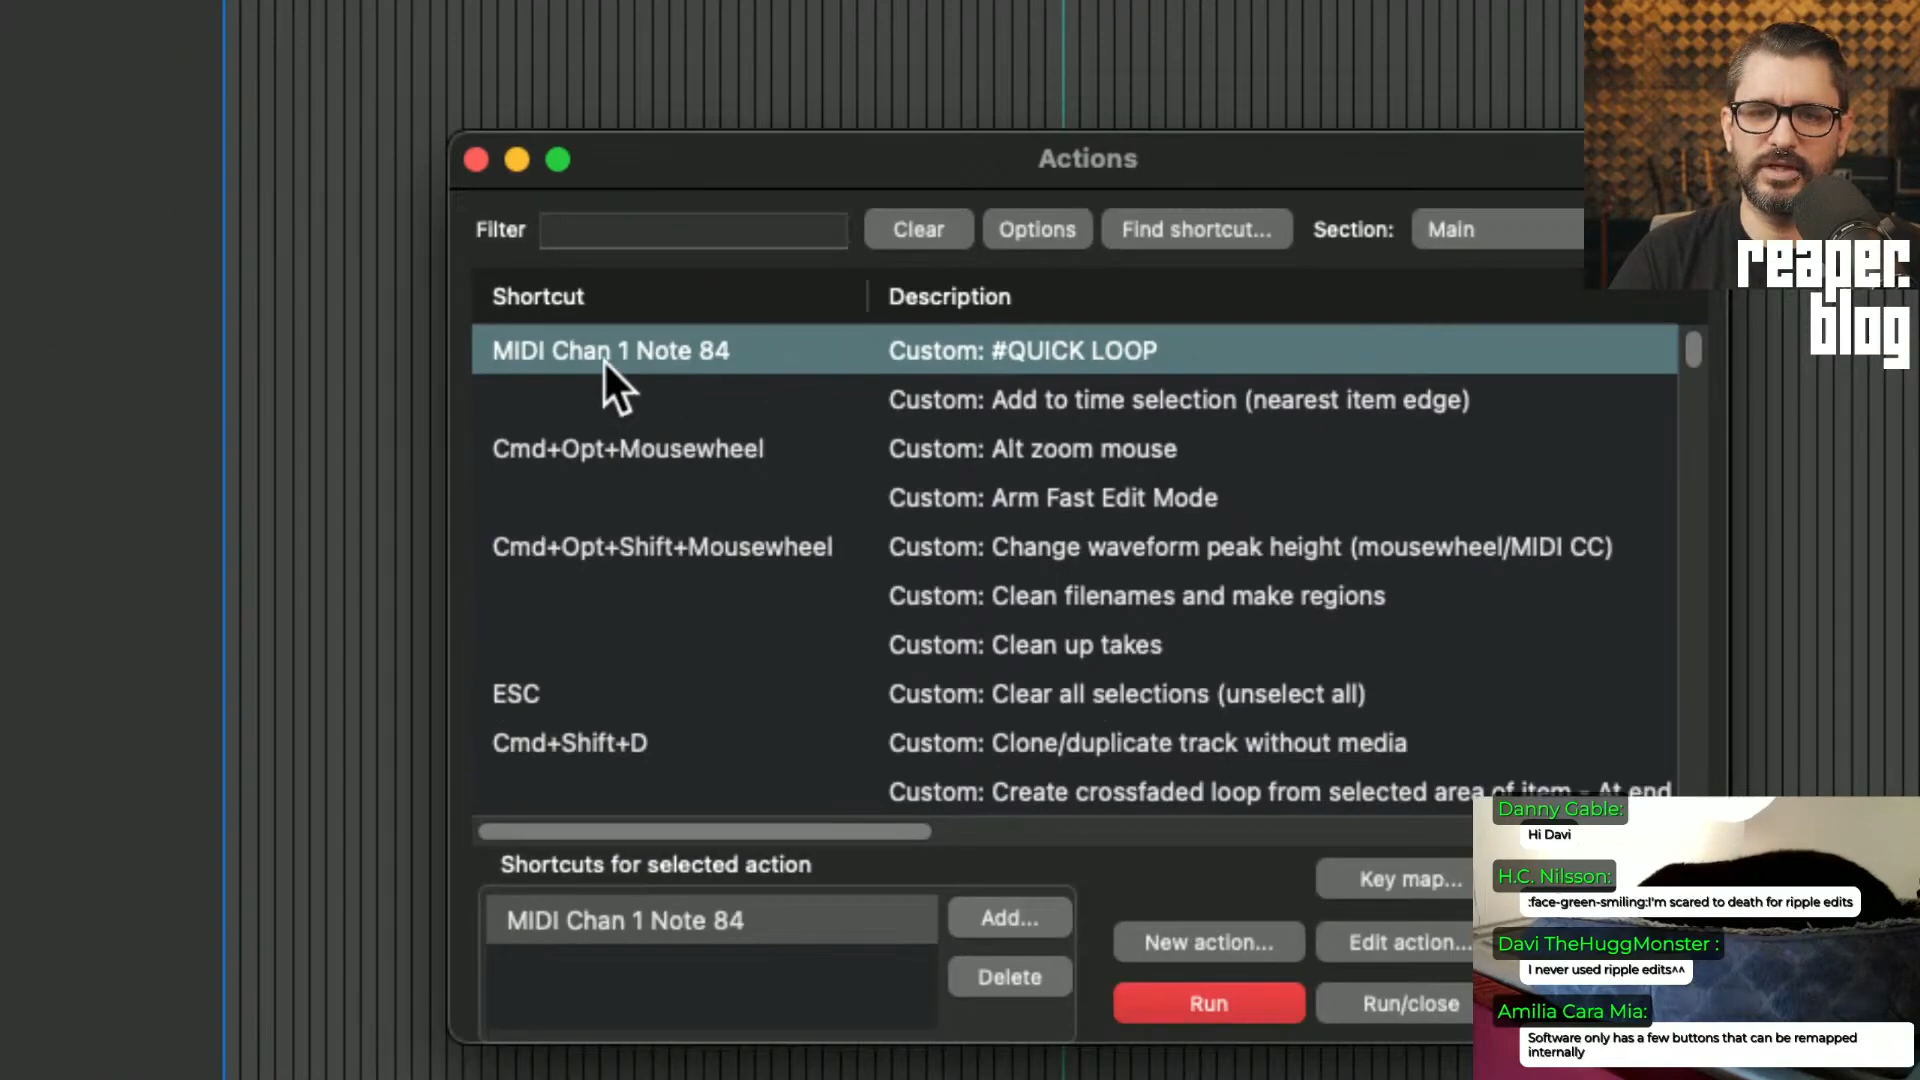 Actions
Filter
Clear
Options
Find shortcut...
Section:
Main
reaper.
blog
Shortcut
Description
MIDI Chan 1 Note 84
Custom: #QUICK LOOP
Custom: Add to time selection (nearest item edge)
Cmd+Opt+Mousewheel
Custom: Alt zoom mouse
Custom: Arm Fast Edit Mode
Cmd+Opt+Shift+Mousewheel
Custom: Change waveform peak height (mousewheel/MIDI CC)
Custom: Clean filenames and make regions
Custom: Clean up takes
ESC
Custom: Clear all selections (unselect all)
Cmd+Shift+D
Custom: Clone/duplicate track without media
Custom: Create crossfaded loop from selected area of item - At end
Shortcuts for selected action
MIDI Chan 1 Note 84
Add...
Delete
Key map...
New action...
Edit action...
Run
Run/close
Danny Gable:
Hi Davi
H.C. Nilsson:
:face-green-smiling:I'm scared to death for ripple edits
Davi TheHuggMonster :
I never used ripple edits^^
Amilia Cara Mia:
Software only has a few buttons that can be remapped
internally